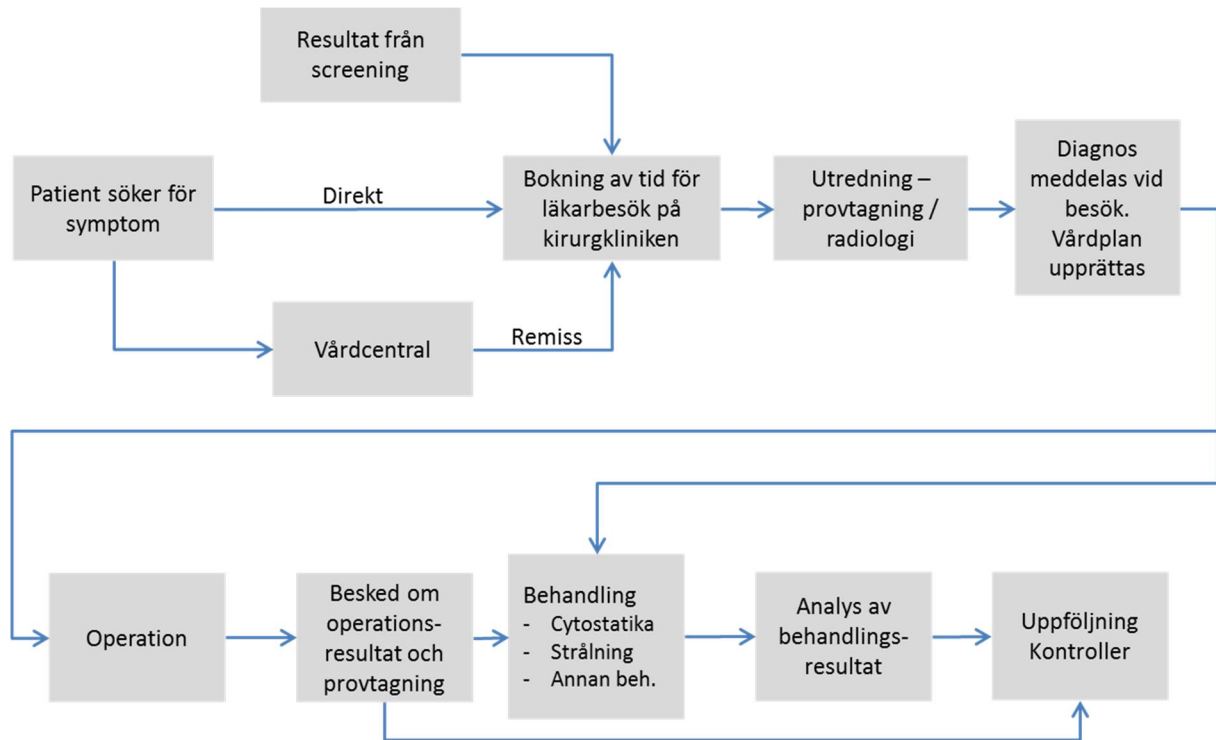 Resultat från
screening
Patient söker för
symptom
Direkt
Bokning av tid för
läkarbesök på
kirurgkliniken
Utredning –
provtagning /
radiologi
Diagnos
meddelas vid
besök.
Vårdplan
upprättas
Vårdcentral
Remiss
Operation
Besked om
operations-
resultat och
provtagning
Behandling
- Cytostatika
- Strålning
- Annan beh.
Analys av
behandlings-
resultat
Uppföljning
Kontroller